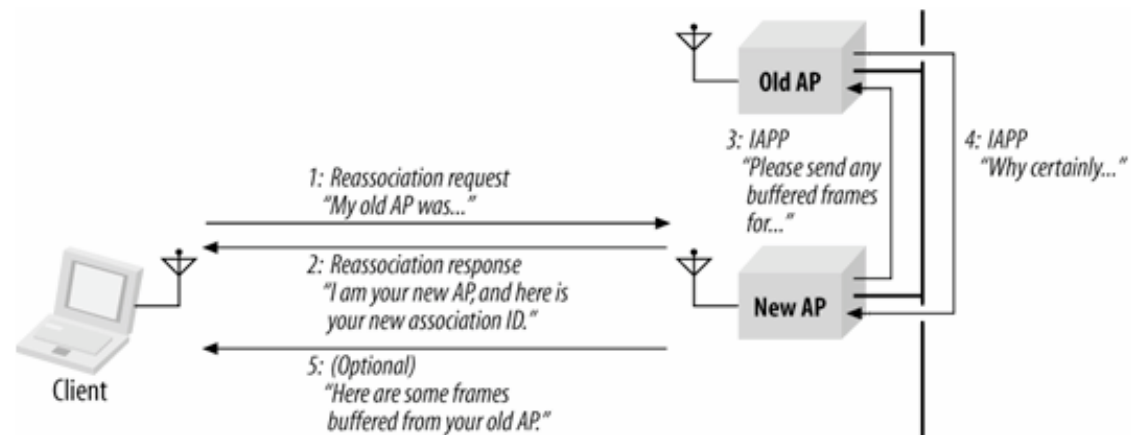 Old AP
3: IAPP
"Please send any
buffered frames
for..."
4: IAPP
"Why certainly..."
1: Reassociation request
"My old AP was..."
2: Reassociation response
"I am your new AP, and here is
your new association ID."
New AP
Client
5: (Optional)
"Here are some frames
buffered from your old AP."